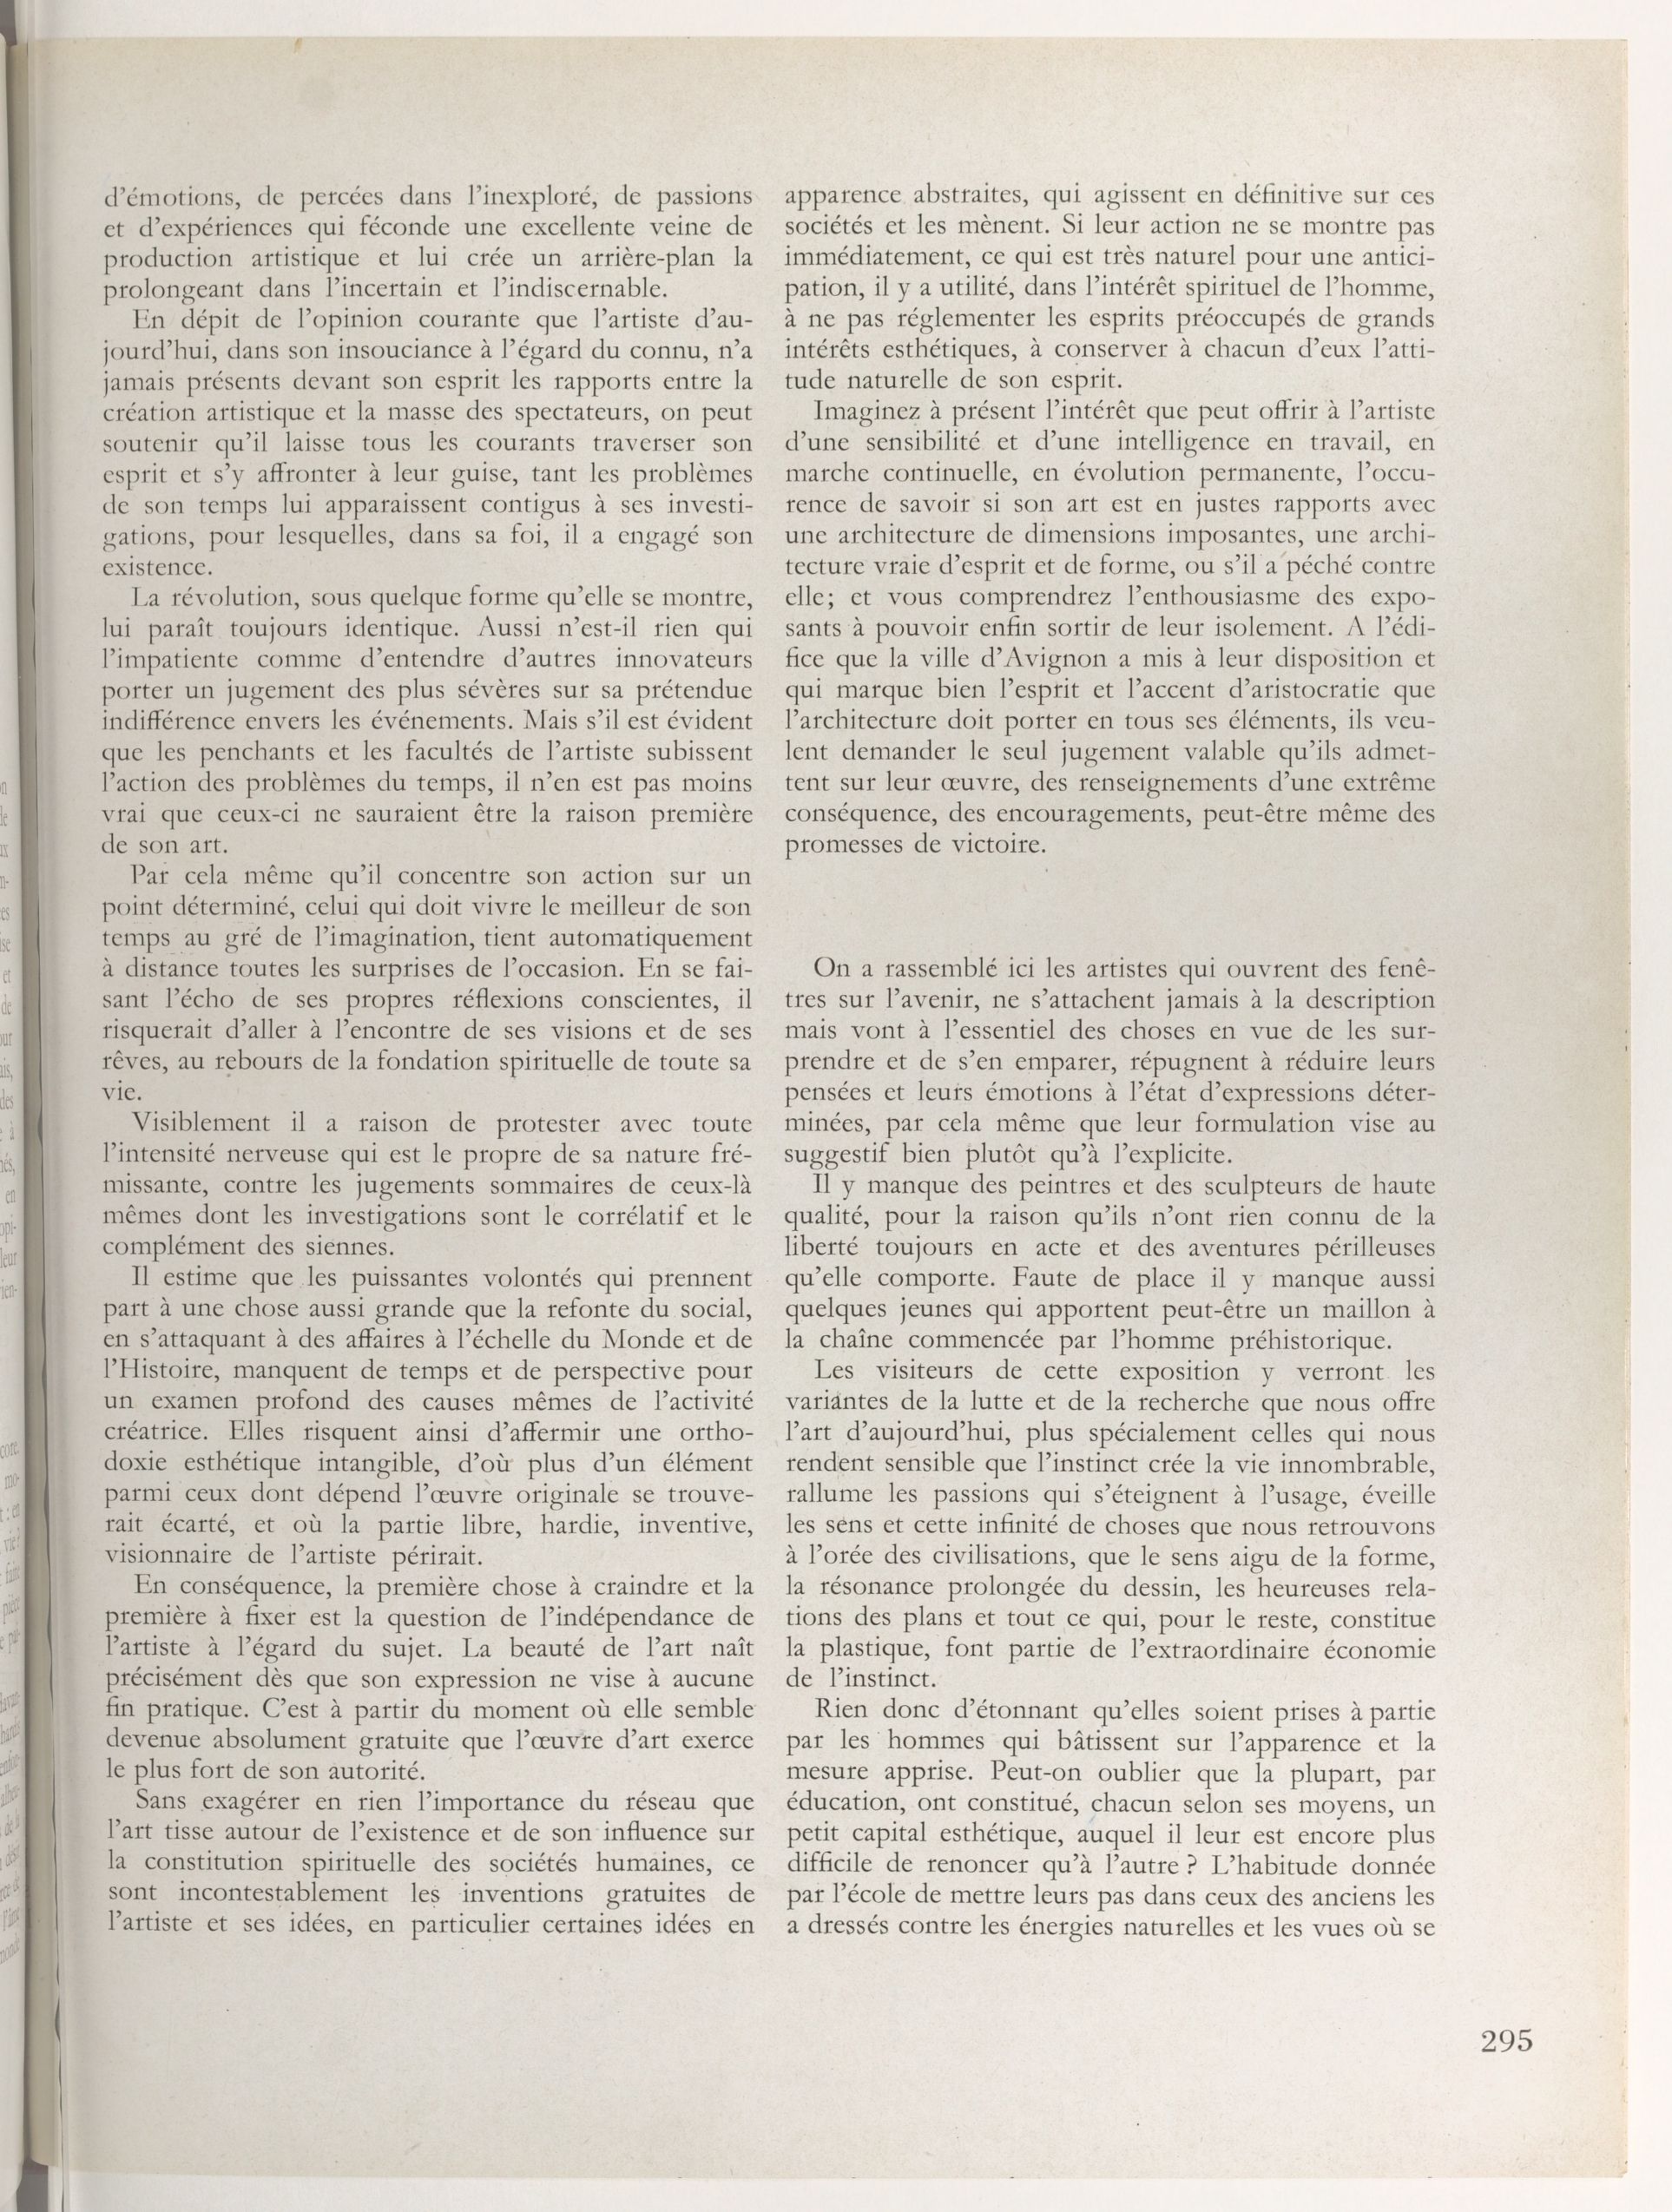 d'émotions, de percées dans l'inexploré, de passions
et d'expériences qui féconde une excellente veine de
production artistique et lui crée un arrière-plan la
prolongeant dans l'incertain et l'indiscernable.
En dépit de l'opinion courante que l'artiste d'au-
jourd'hui, dans son insouciance à l'égard du connu, n'a
jamais présents devant son esprit les rapports entre la
création artistique et la masse des spectateurs, on peut
soutenir qu'il laisse tous les courants traverser son
esprit et s'y affronter à leur guise, tant les problèmes
de son temps lui apparaissent contigus à ses investi-
gations, pour lesquelles, dans sa foi, il a engagé son
existence.
La révolution, sous quelque forme qu'elle se montre,
lui paraît toujours identique. Aussi n'est-il rien qui
l'impatiente comme d'entendre d'autres innovateurs
porter un jugement des plus sévères sur sa prétendue
indifférence envers les événements. Mais s'il est évident
que les penchants et les facultés de l'artiste subissent
l'action des problèmes du temps, il n'en est pas moins
vrai que ceux-ci ne sauraient être la raison première
de son art.
Par cela même qu'il concentre son action sur un
point déterminé, celui qui doit vivre le meilleur de son
temps au gré de l'imagination, tient automatiquement
à distance toutes les surprises de l'occasion. En se fai-
sant l'écho de ses propres réflexions conscientes, il
risquerait d'aller à l'encontre de ses visions et de ses
rêves, au rebours de la fondation spirituelle de toute sa
vie.
Visiblement il a raison de protester avec toute
l'intensité nerveuse qui est le propre de sa nature fré-
missante, contre les jugements sommaires de ceux-là
mêmes dont les investigations sont le corrélatif et le
complément des siennes.
Il estime que les puissantes volontés qui prennent
part à une chose aussi grande que la refonte du social,
en s'attaquant à des affaires à l'échelle du Monde et de
l'Histoire, manquent de temps et de perspective pour
un examen profond des causes mêmes de l'activité
créatrice. Elles risquent ainsi d'affermir une ortho-
doxie esthétique intangible, d'où plus d'un élément
parmi ceux dont dépend l'œuvre originale se trouve-
rait écarté, et où la partie libre, hardie, inventive,
visionnaire de l'artiste périrait.
En conséquence, la première chose à craindre et la
première à fixer est la question de l'indépendance de
l'artiste à l'égard du sujet. La beauté de l'art naît
précisément dès que son expression ne vise à aucune
fin pratique. C'est à partir du moment où elle semble
devenue absolument gratuite que l'œuvre d'art exerce
le plus fort de son autorité.
Sans exagérer en rien l'importance du réseau que
l'art tisse autour de l'existence et de son influence sur
la constitution spirituelle des sociétés humaines, ce
sont incontestablement les inventions gratuites de
l'artiste et ses idées, en particulier certaines idées en
apparence abstraites, qui agissent en définitive sur ces
sociétés et les mènent. Si leur action ne se montre pas
immédiatement, ce qui est très naturel pour une antici-
pation, il y a utilité, dans l'intérêt spirituel de l'homme,
à ne pas réglementer les esprits préoccupés de grands
intérêts esthétiques, à conserver à chacun d'eux l'atti-
tude naturelle de son esprit.
Imaginez à présent l'intérêt que peut offrir à l'artiste
d'une sensibilité et d'une intelligence en travail, en
marche continuelle, en évolution permanente, l'occu-
rence de savoir si son art est en justes rapports avec
une architecture de dimensions imposantes, une archi-
tecture vraie d'esprit et de forme, ou s'il a péché contre
elle; et vous comprendrez l'enthousiasme des expo-
sants à pouvoir enfin sortir de leur isolement. A l'édi-
fice que la ville d'Avignon a mis à leur disposition et
qui marque bien l'esprit et l'accent d'aristocratie que
l'architecture doit porter en tous ses éléments, ils veu-
lent demander le seul jugement valable qu'ils admet-
tent sur leur œuvre, des renseignements d'une extrême
conséquence, des encouragements, peut-être même des
promesses de victoire.
On a rassemblé ici les artistes qui ouvrent des fenê-
tres sur l'avenir, ne s'attachent jamais à la description
mais vont à l'essentiel des choses en vue de les sur-
prendre et de s'en emparer, répugnent à réduire leurs
pensées et leurs émotions à l'état d'expressions déter-
minées, par cela même que leur formulation vise au
suggestif bien plutôt qu'à l'explicite.
Il y manque des peintres et des sculpteurs de haute
qualité, pour la raison qu'ils n'ont rien connu de la
liberté toujours en acte et des aventures périlleuses
qu'elle comporte. Faute de place il y manque aussi
quelques jeunes qui apportent peut-être un maillon à
la chaîne commencée par l'homme préhistorique.
Les visiteurs de cette exposition y verront les
variantes de la lutte et de la recherche que nous offre
l'art d'aujourd'hui, plus spécialement celles qui nous
rendent sensible que l'instinct crée la vie innombrable,
rallume les passions qui s'éteignent à l'usage, éveille
les sens et cette infinité de choses que nous retrouvons
à l'orée des civilisations, que le sens aigu de la forme,
la résonance prolongée du dessin, les heureuses rela-
tions des plans et tout ce qui, pour le reste, constitue
la plastique, font partie de l'extraordinaire économie
de l'instinct.
Rien donc d'étonnant qu'elles soient prises à partie
par les hommes qui bâtissent sur l'apparence et la
mesure apprise. Peut-on oublier que la plupart, par
éducation, ont constitué, chacun selon ses moyens, un
petit capital esthétique, auquel il leur est encore plus
difficile de renoncer qu'à l'autre ? L'habitude donnée
par l'école de mettre leurs pas dans ceux des anciens les
a dressés contre les énergies naturelles et les vues où se
295